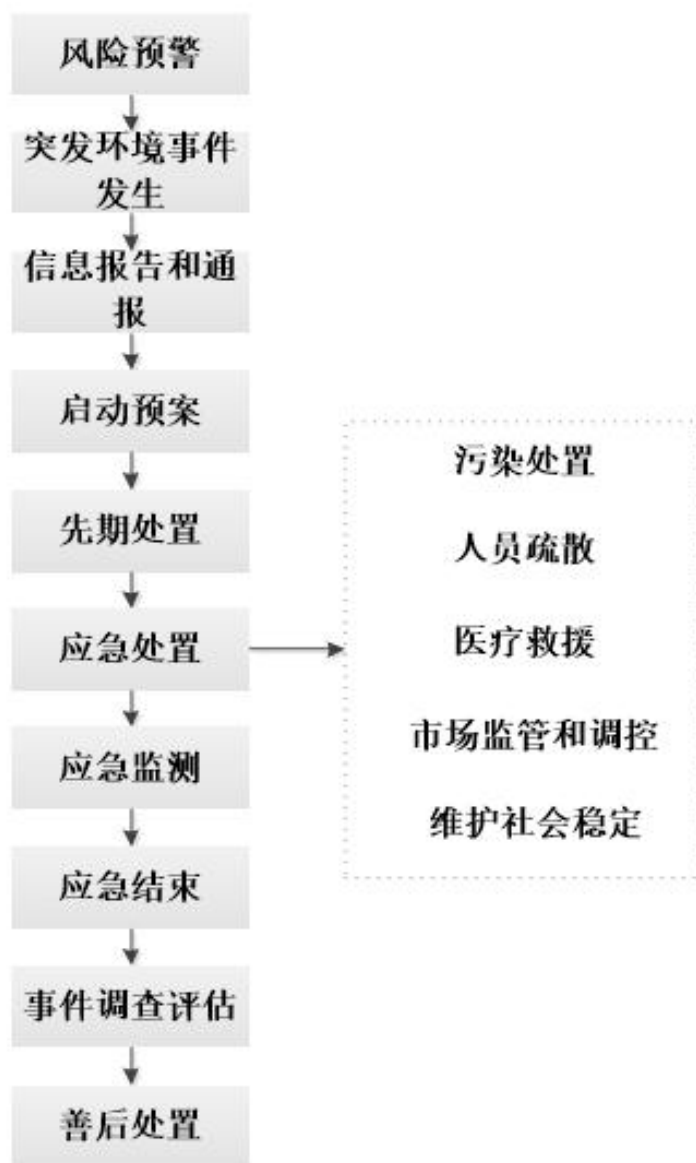 风险预警
突发环境事件
发生
信息报告和通
报
启动预案
先期处置
应急处置
应急监测
应急结束
事件调查评估
善后处置
污染处置
人员疏散
医疗救援
市场监管和调控
维护社会稳定